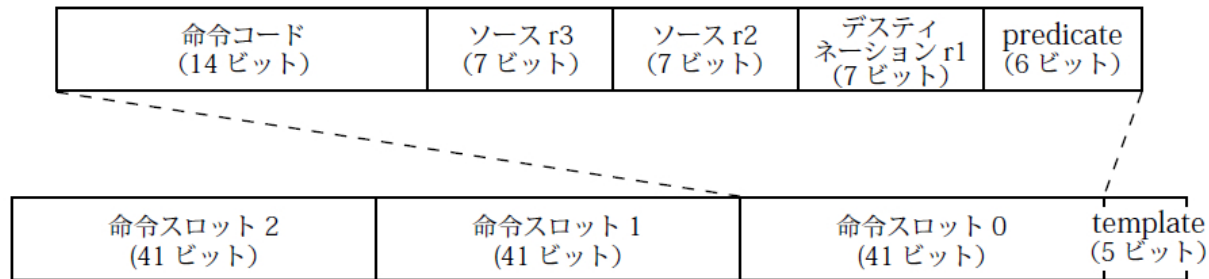 命令コード
(14 ビット)
ソース r3
(7 ビット)
ソース r2
(7 ビット)
デスティ
ネーション r1
(7 ビット)
predicate
(6 ビット)
命令スロット 2
(41 ビット)
命令スロット 1
(41 ビット)
命令スロット 0
(41 ビット)
template
(5 ビット)